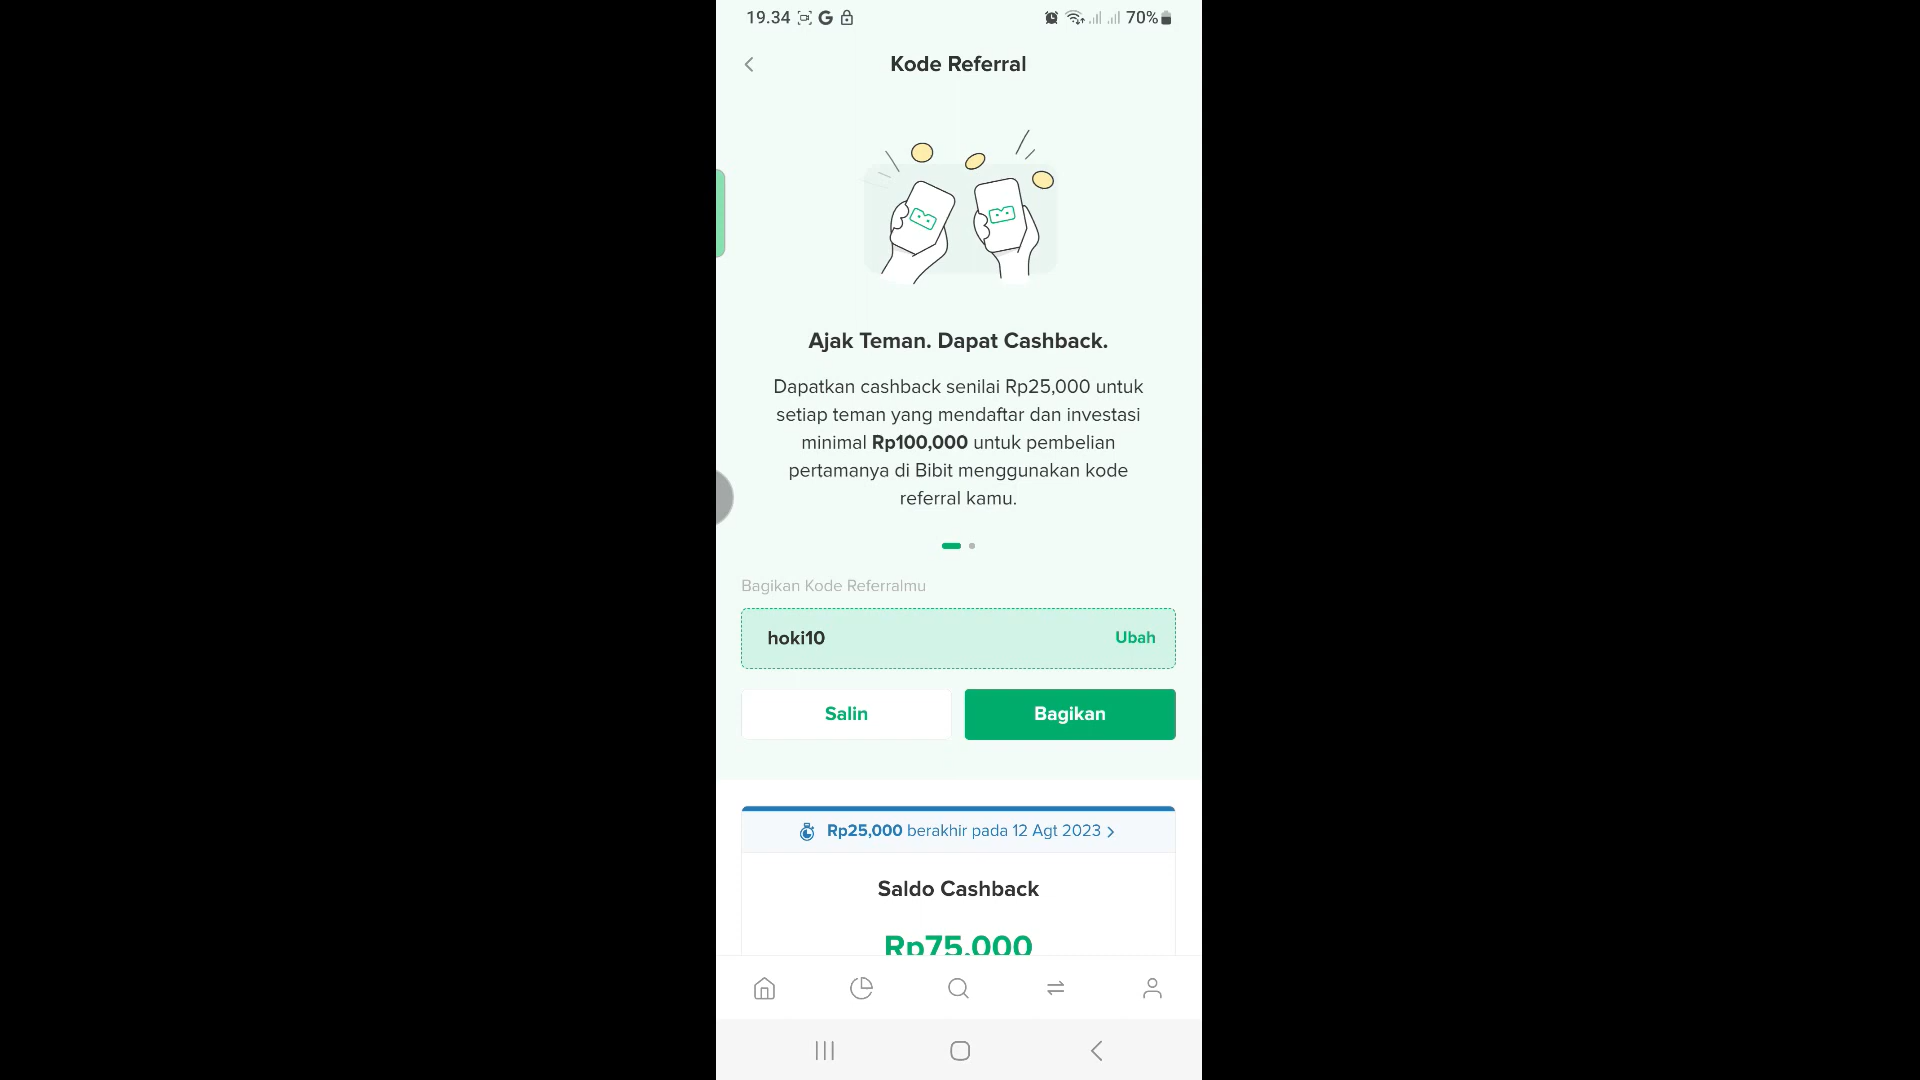 19.34
70%
Kode Referral
Ajak Teman. Dapat Cashback.
Dapatkan cashback senilai Rp25,000 untuk
setiap teman yang mendaftar dan investasi
minimal Rp100,000 untuk pembelian
pertamanya di Bibit menggunakan kode
referral kamu.
Bagikan Kode Referralmu
hoki10
Ubah
Salin
Bagikan
Rp25,000 berakhir pada 12 Agt 2023
Saldo Cashback
Rp75,000